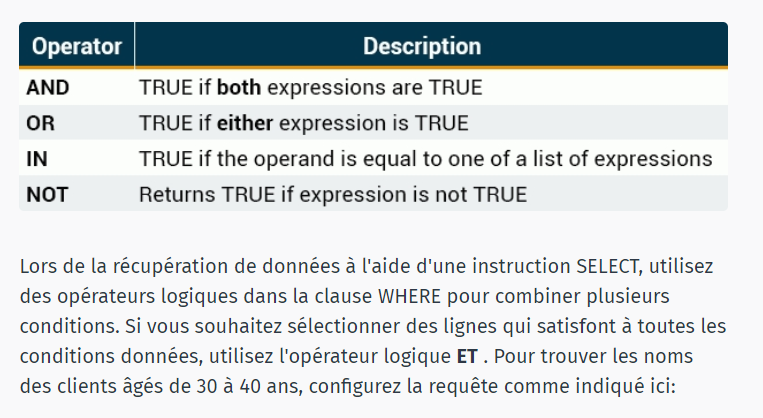 Operator Description
AND TRUE if both expressions are TRUE
OR TRUE if either expression is TRUE
IN TRUE if the operand is equal to one of a list of expressions
NOT Returns TRUE if expression is not TRUE
Lors de la récupération de données à l'aide d'une instruction SELECT, utilisez
des opérateurs logiques dans la clause WHERE pour combiner plusieurs
conditions. Si vous souhaitez sélectionner des lignes qui satisfont à toutes les
conditions données, utilisez l'opérateur logique ET . Pour trouver les noms
des clients âgés de 30 à 40 ans, configurez la requête comme indiqué ici: